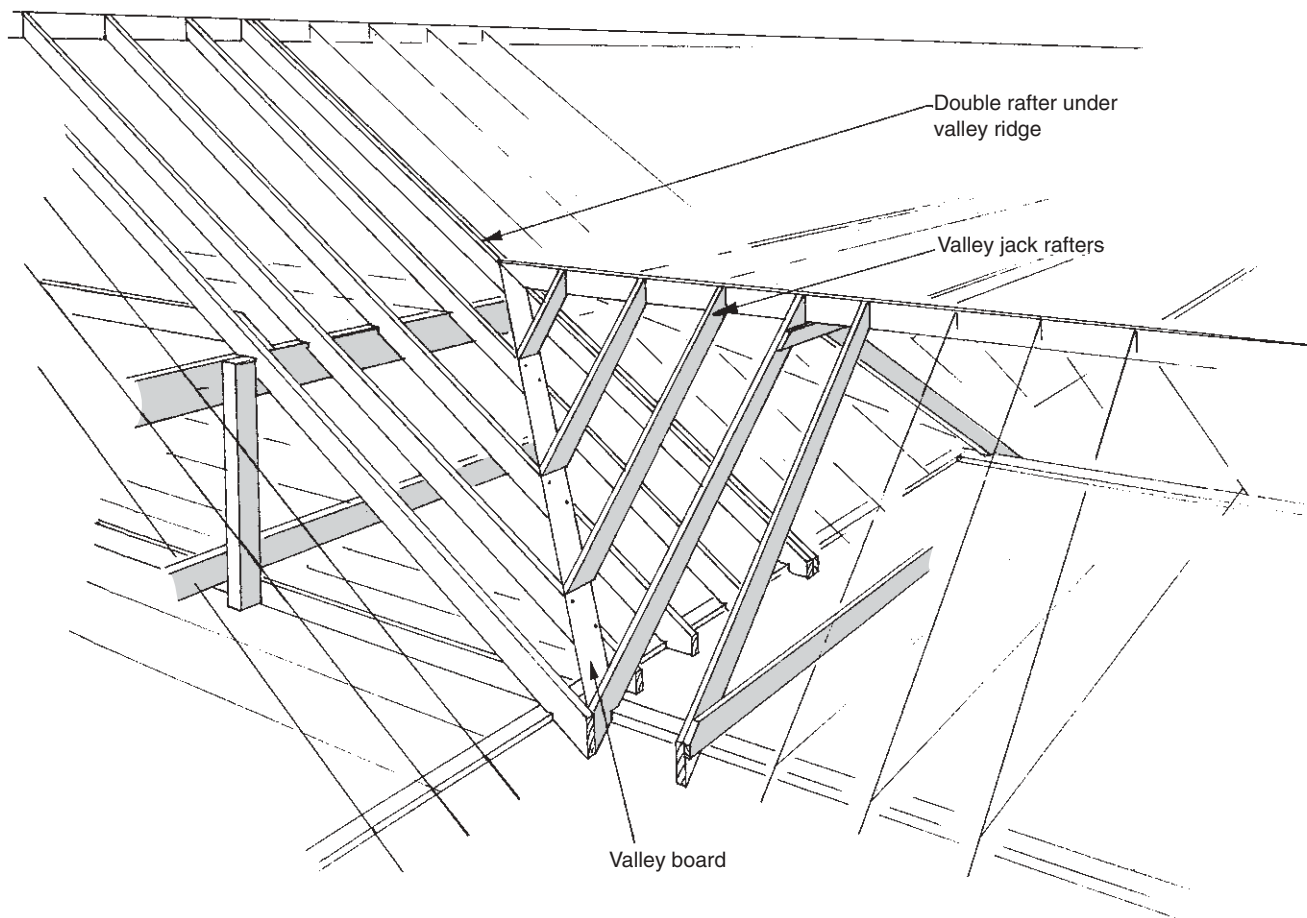 Double rafter under
valley ridge
Valley jack rafters
Valley board